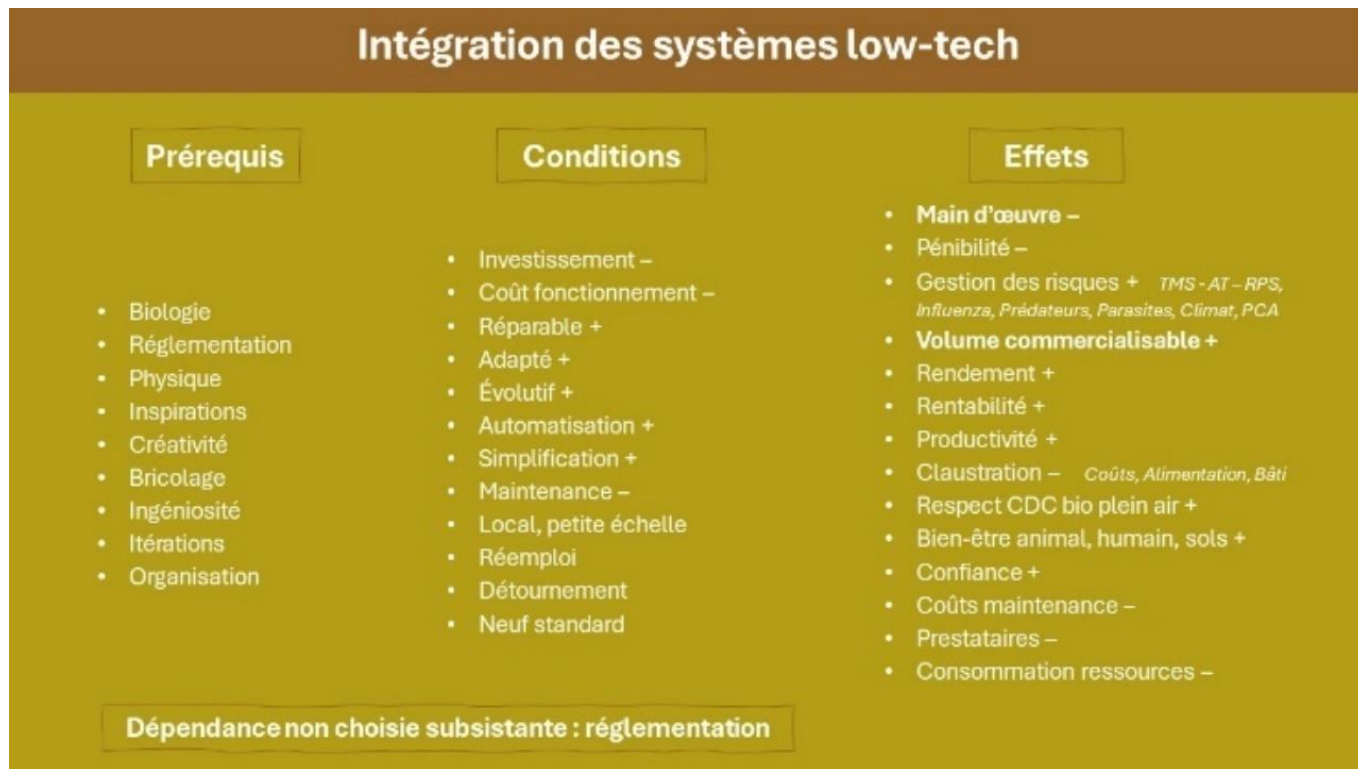 Intégration des systèmes low-tech
Prérequis
• Biologie
• Réglementation
• Physique
• Inspirations
• Créativité
• Bricolage
• Ingéniosité
• Itérations
• Organisation
Conditions
• Investissement –
• Coût fonctionnement –
• Réparable +
• Adapté +
• Évolutif +
• Automatisation +
• Simplification +
• Maintenance –
• Local, petite échelle
• Réemploi
• Détournement
• Neuf standard
Effets
• Main d'œuvre –
• Pénibilité –
• Gestion des risques + TMS - AT – RPS,
Influenza, Prédateurs, Parasites, Climat, PCA
• Volume commercialisable +
• Rendement +
• Rentabilité +
• Productivité +
• Claustration – Coûts, Alimentation, Bâti
• Respect CDC bio plein air +
• Bien-être animal, humain, sols +
• Confiance +
• Coûts maintenance –
• Prestataires –
• Consommation ressources –
Dépendance non choisie subsistante : réglementation